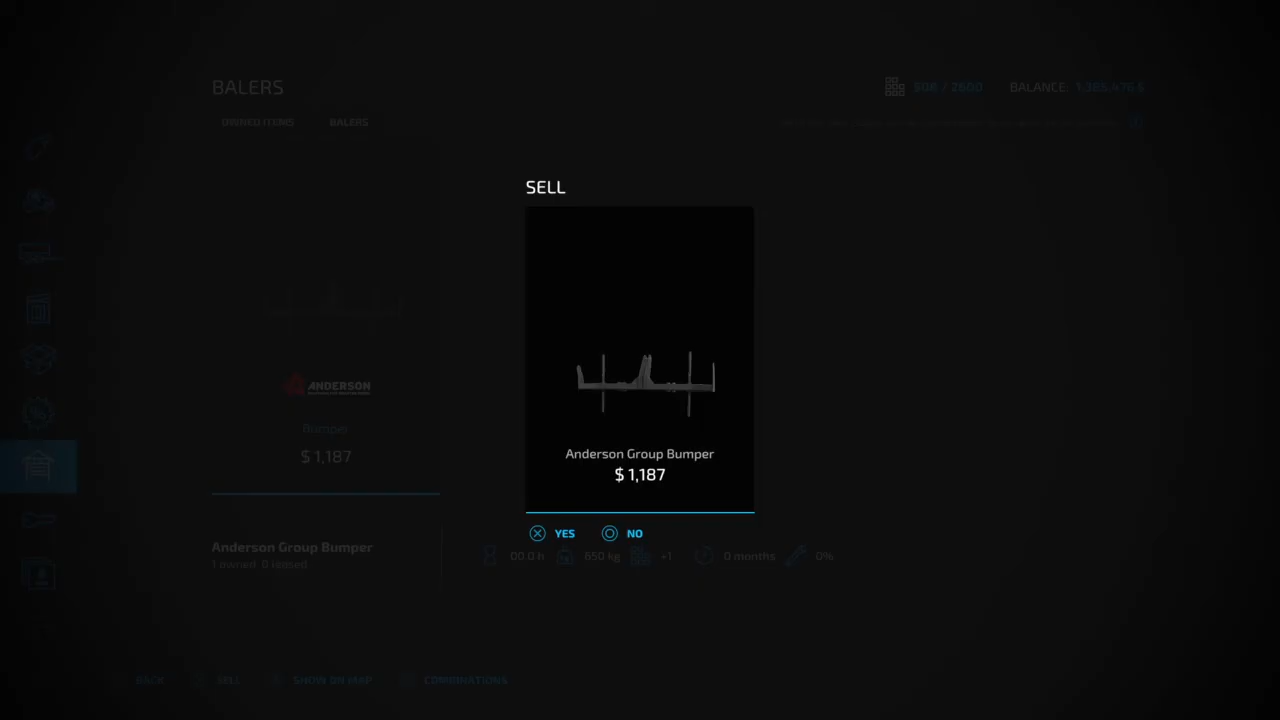 BALERS
508 / 2600
BALANCE:
OWNED ITEMS
BALERS
SELL
ANDERSON
Bumper
$ 1,187
Anderson Group Bumper
$ 1,187
YES
NO
Anderson Group Bumper
1 owned, 0 leased
00.0 h
650 kg
+1
0 months
0%
BACK
SELL
SHOW ON MAP
COMBINATIONS